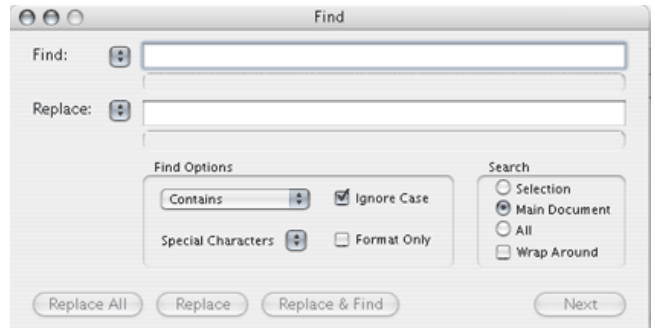 Find
Find:
Replace:
Find Options
Contains
Ignore Case
Special Characters
Format Only
Search
Selection
Main Document
All
Wrap Around
Replace All
Replace
Replace & Find
Next